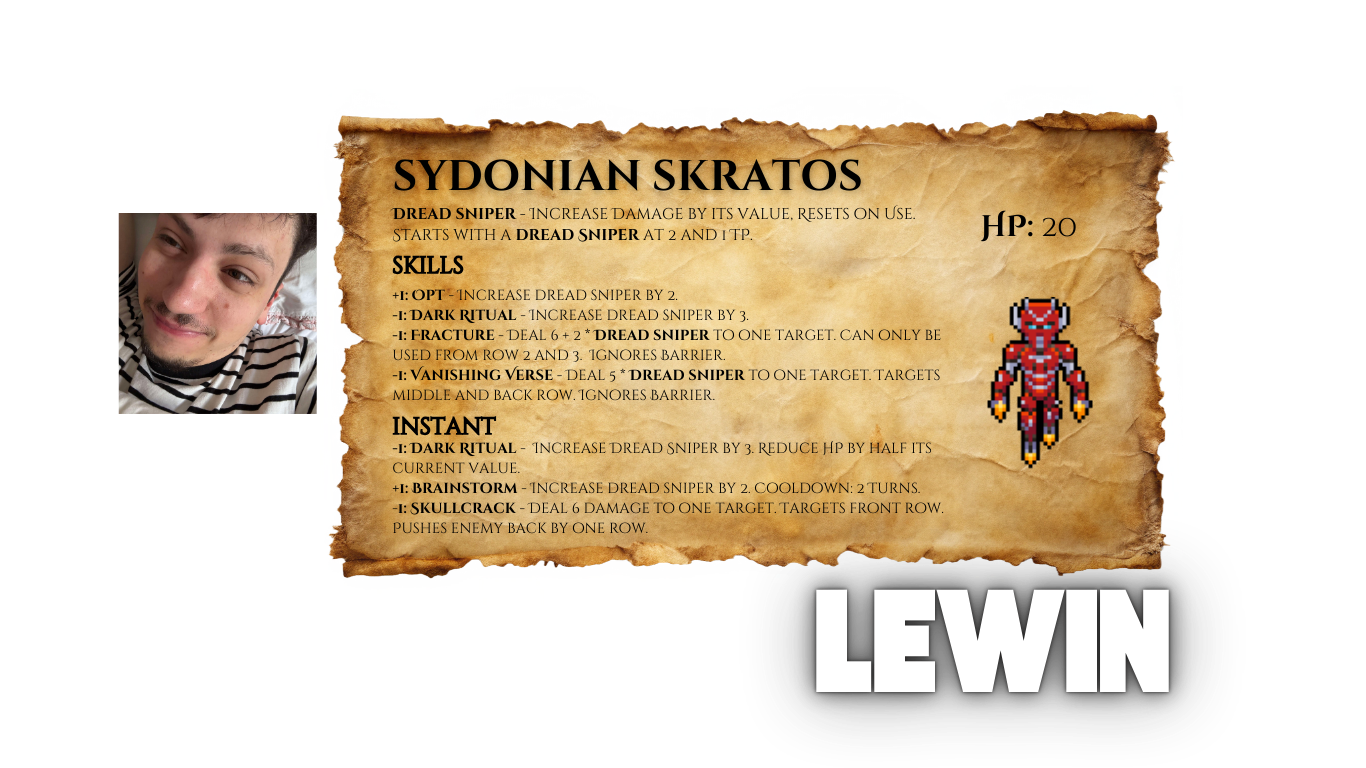 SYDONIAN SKRATOS
DREAD SNIPER - INCREASE DAMAGE BY ITS VALUE, RESETS ON USE.
STARTS WITH A DREAD SNIPER AT 2 AND 1 TP.
HP: 20
SKILLS
+1: OPT - INCREASE DREAD SNIPER BY 2.
-1: DARK RITUAL - INCREASE DREAD SNIPER BY 3.
-1: FRACTURE - DEAL 6 + 2 * DREAD SNIPER TO ONE TARGET. CAN ONLY BE
USED FROM ROW 2 AND 3. IGNORES BARRIER.
-1: VANISHING VERSE - DEAL 5 * DREAD SNIPER TO ONE TARGET. TARGETS
MIDDLE AND BACK ROW. IGNORES BARRIER.
INSTANT
-1: DARK RITUAL - INCREASE DREAD SNIPER BY 3. REDUCE HP BY HALF ITS
CURRENT VALUE.
+1: BRAINSTORM - INCREASE DREAD SNIPER BY 2. COOLDOWN: 2 TURNS.
-1: SKULLCRACK - DEAL 6 DAMAGE TO ONE TARGET. TARGETS FRONT ROW.
PUSHES ENEMY BACK BY ONE ROW.
LEWIN